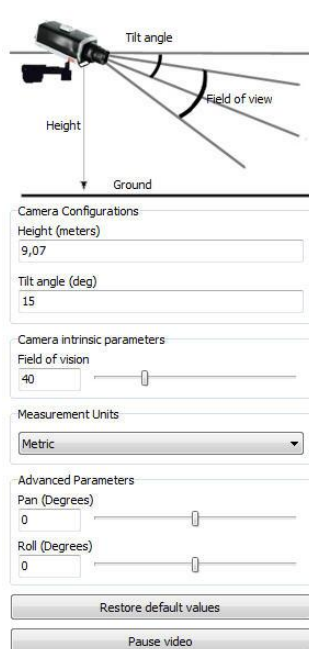 Tilt angle
Field of view
Height
Ground
Camera Configurations
Height (meters)
9,07
Tilt angle (deg)
15
Camera intrinsic parameters
Field of vision
40
Measurement Units
Metric
Advanced Parameters
Pan (Degrees)
0
Roll (Degrees)
0
Restore default values
Pause video